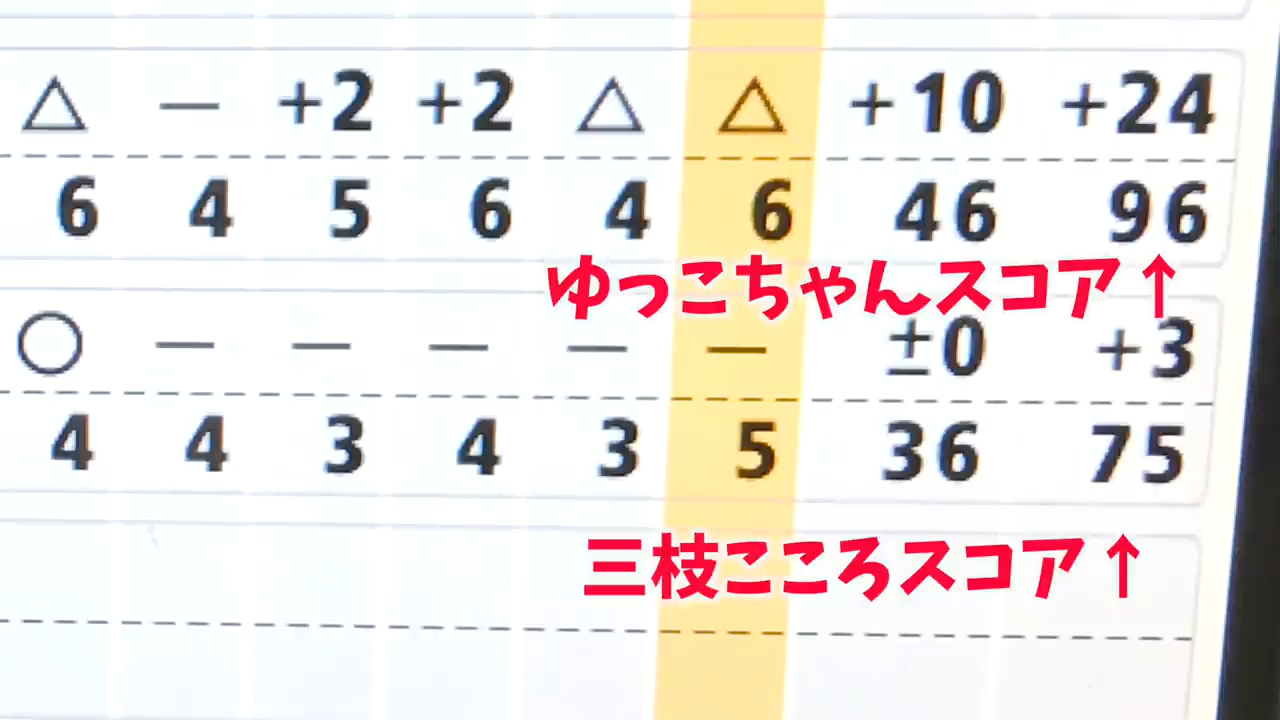 △ — +2 +2 △ △ +10 +24
6 4 5 6 4 6 46 96
ゆっこちゃんスコア↑
○ — — — — — ±0 +3
4 4 3 4 3 5 36 75
三枝こころスコア↑